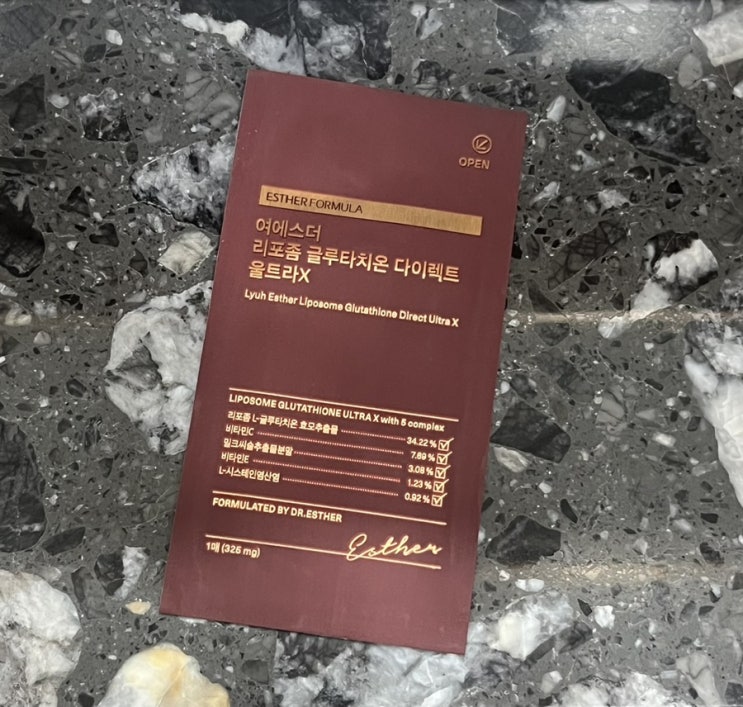 OPEN
ESTHER FORMULA
여에스더
리포좀 글루타치온 다이렉트
울트라X
Lyuh Esther Liposome Glutathione Direct Ultra X
LIPOSOME GLUTATHIONE ULTRA X with 5 complex
리포좀 L-글루타치온 효모추출물 34.22 %
비타민C 7.69 %
밀크씨슬추출물분말 3.08 %
비타민E 1.23 %
L-시스테인염산염 0.92 %
FORMULATED BY DR.ESTHER
1매 (325 mg)
Esther